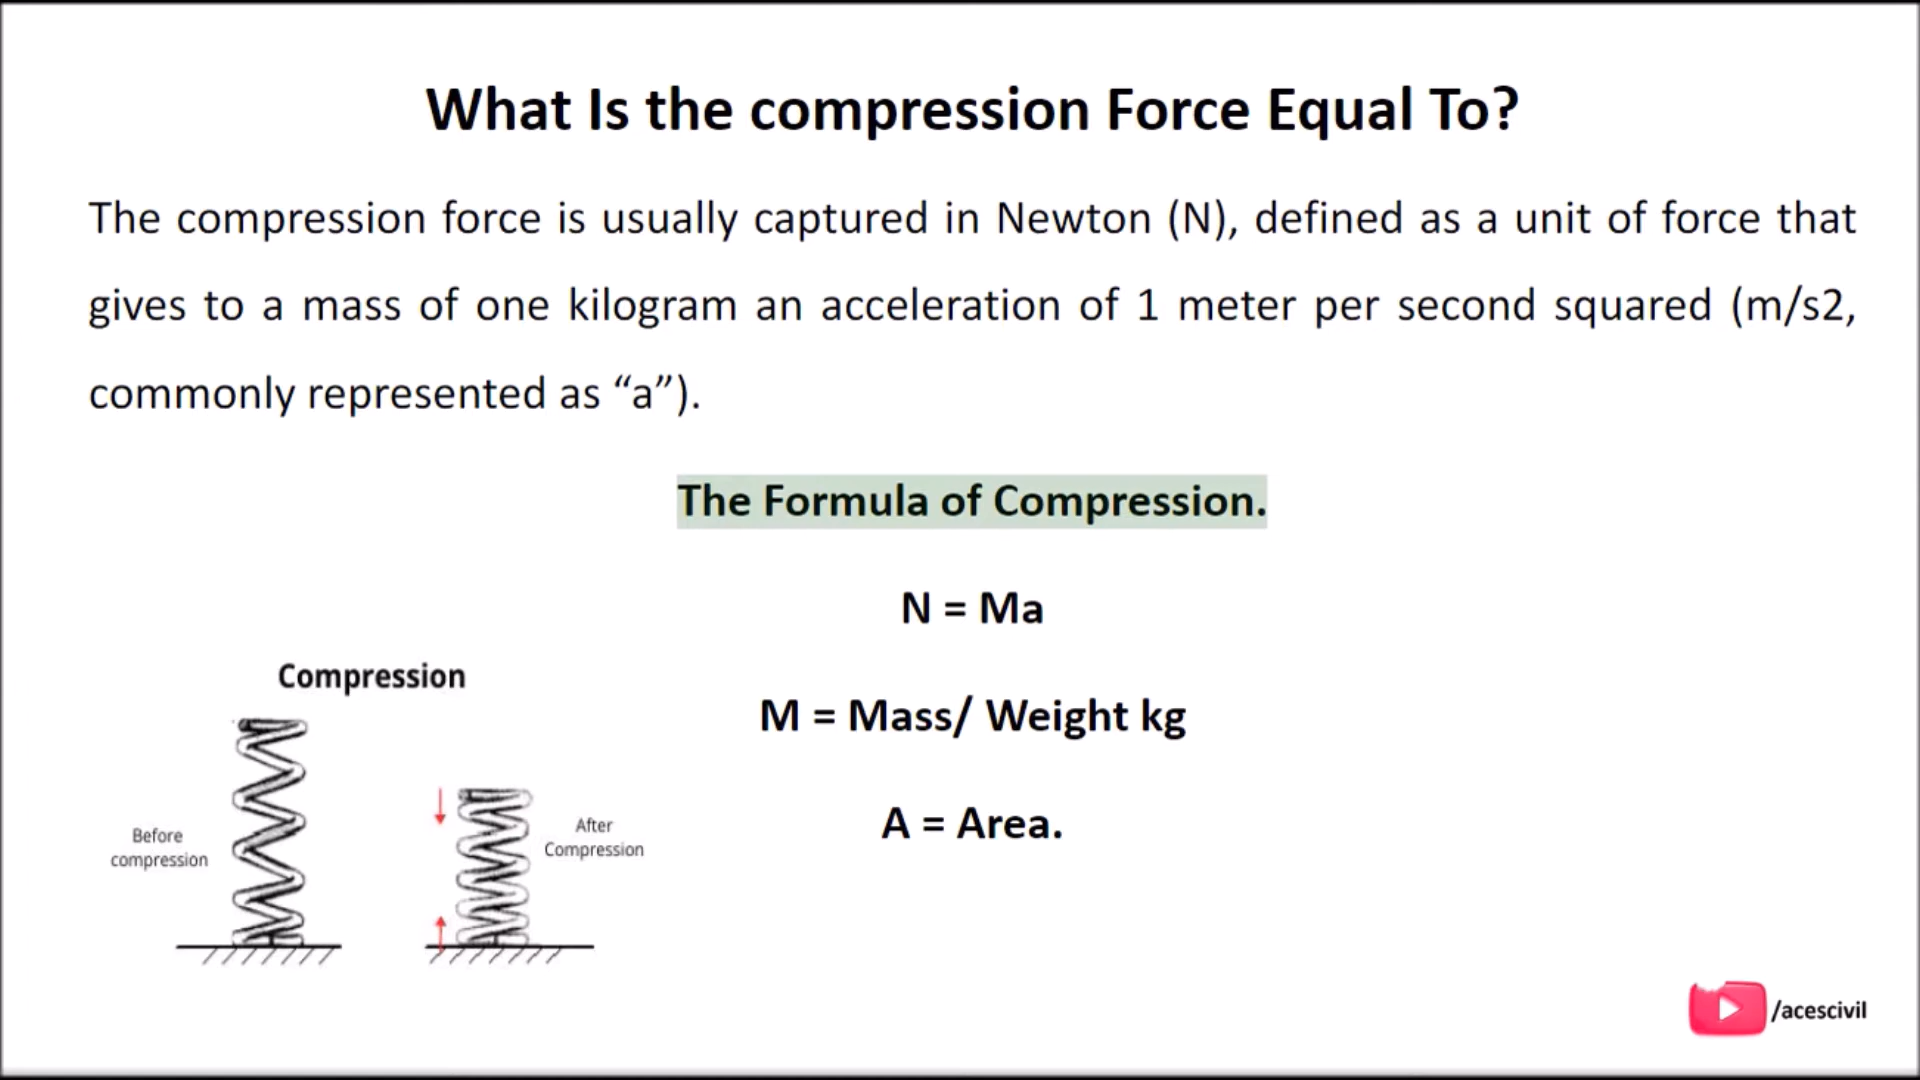 What Is the compression Force Equal To?
The compression force is usually captured in Newton (N), defined as a unit of force that
gives to a mass of one kilogram an acceleration of 1 meter per second squared (m/s2,
commonly represented as “a”).
The Formula of Compression.
N = Ma
M = Mass/ Weight kg
A = Area.
Compression
Before
compression
After
Compression
/acescivil